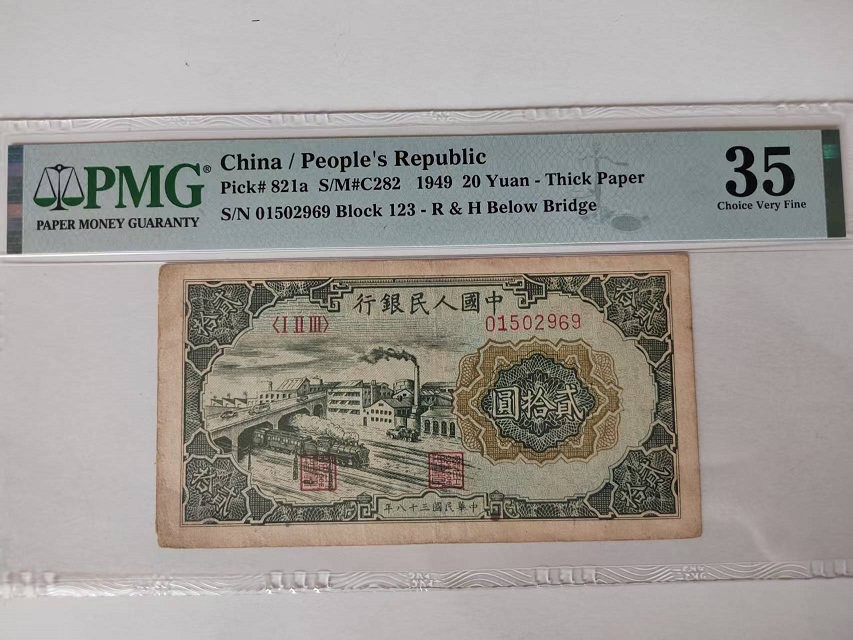 PMG®
PAPER MONEY GUARANTY
China / People's Republic
Pick# 821a S/M#C282 1949 20 Yuan - Thick Paper
S/N 01502969 Block 123 - R & H Below Bridge
35
Choice Very Fine
行銀民人國中
〈I II III〉
01502969
圓拾貳
年八十三國民華中